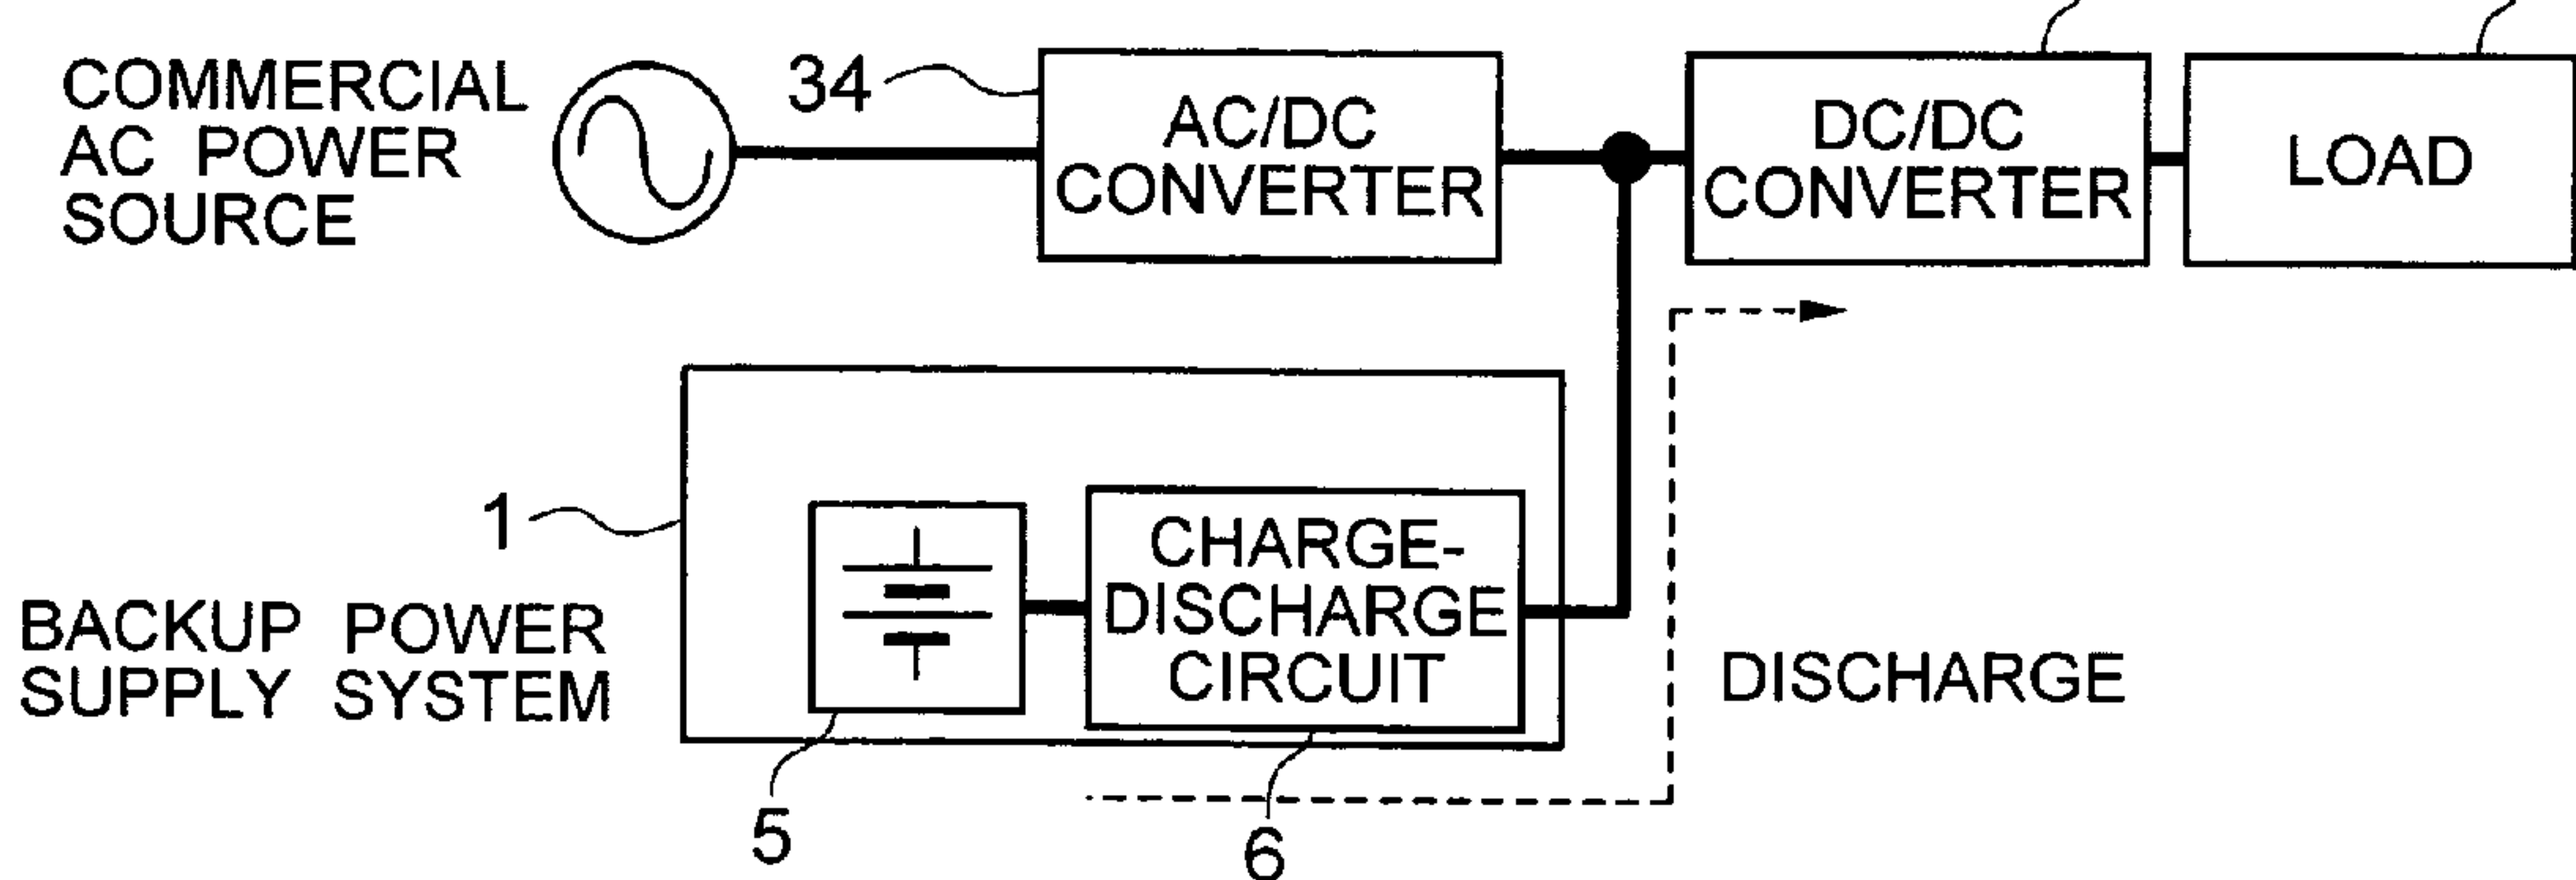 COMMERCIAL
AC POWER
SOURCE
34
AC/DC
CONVERTER
DC/DC
CONVERTER
LOAD
1
BACKUP POWER
SUPPLY SYSTEM
CHARGE-
DISCHARGE
CIRCUIT
DISCHARGE
5
6